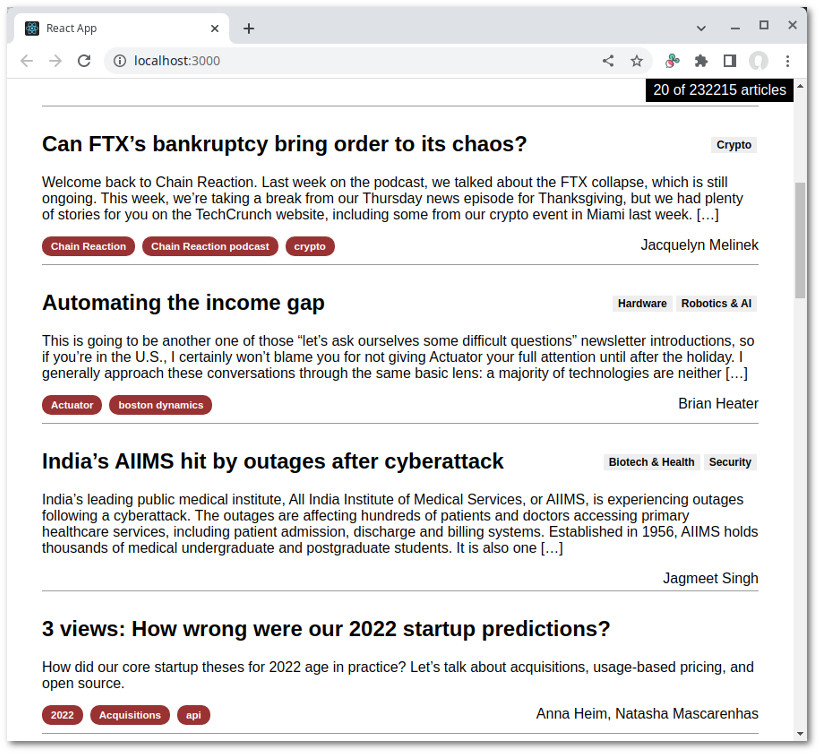 React App
localhost:3000
20 of 232215 articles
Can FTX’s bankruptcy bring order to its chaos?
Crypto
Welcome back to Chain Reaction. Last week on the podcast, we talked about the FTX collapse, which is still
ongoing. This week, we’re taking a break from our Thursday news episode for Thanksgiving, but we had plenty
of stories for you on the TechCrunch website, including some from our crypto event in Miami last week. […]
Chain Reaction Chain Reaction podcast crypto
Jacquelyn Melinek
Automating the income gap
Hardware Robotics & AI
This is going to be another one of those “let’s ask ourselves some difficult questions” newsletter introductions, so
if you’re in the U.S., I certainly won’t blame you for not giving Actuator your full attention until after the holiday. I
generally approach these conversations through the same basic lens: a majority of technologies are neither […]
Actuator boston dynamics
Brian Heater
India’s AIIMS hit by outages after cyberattack
Biotech & Health Security
India’s leading public medical institute, All India Institute of Medical Services, or AIIMS, is experiencing outages
following a cyberattack. The outages are affecting hundreds of patients and doctors accessing primary
healthcare services, including patient admission, discharge and billing systems. Established in 1956, AIIMS holds
thousands of medical undergraduate and postgraduate students. It is also one […]
Jagmeet Singh
3 views: How wrong were our 2022 startup predictions?
How did our core startup theses for 2022 age in practice? Let’s talk about acquisitions, usage-based pricing, and
open source.
2022 Acquisitions api
Anna Heim, Natasha Mascarenhas